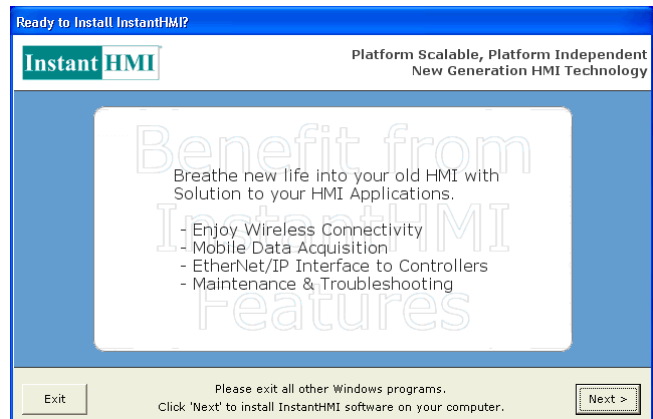 Ready to Install InstantHMI?
Instant HMI
Platform Scalable, Platform Independent
New Generation HMI Technology
Benefit from
InstantHMI
Features
Breathe new life into your old HMI with
Solution to your HMI Applications.
- Enjoy Wireless Connectivity
- Mobile Data Acquisition
- EtherNet/IP Interface to Controllers
- Maintenance & Troubleshooting
Exit
Please exit all other Windows programs.
Click 'Next' to install InstantHMI software on your computer.
Next >